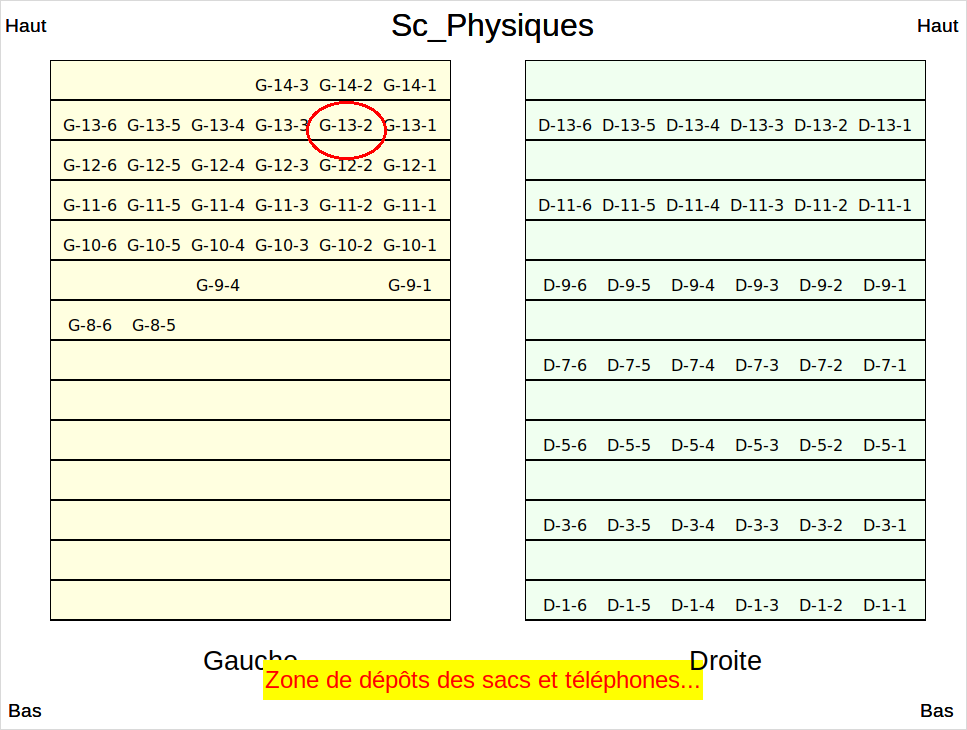 Haut Sc_Physiques Haut
G-14-3 G-14-2 G-14-1
G-13-6 G-13-5 G-13-4 G-13-3 G-13-2 G-13-1 D-13-6 D-13-5 D-13-4 D-13-3 D-13-2 D-13-1
G-12-6 G-12-5 G-12-4 G-12-3 G-12-2 G-12-1
G-11-6 G-11-5 G-11-4 G-11-3 G-11-2 G-11-1 D-11-6 D-11-5 D-11-4 D-11-3 D-11-2 D-11-1
G-10-6 G-10-5 G-10-4 G-10-3 G-10-2 G-10-1
G-9-4 G-9-1 D-9-6 D-9-5 D-9-4 D-9-3 D-9-2 D-9-1
G-8-6 G-8-5
D-7-6 D-7-5 D-7-4 D-7-3 D-7-2 D-7-1
D-5-6 D-5-5 D-5-4 D-5-3 D-5-2 D-5-1
D-3-6 D-3-5 D-3-4 D-3-3 D-3-2 D-3-1
D-1-6 D-1-5 D-1-4 D-1-3 D-1-2 D-1-1
Gauche Droite
Zone de dépôts des sacs et téléphones...
Bas Bas